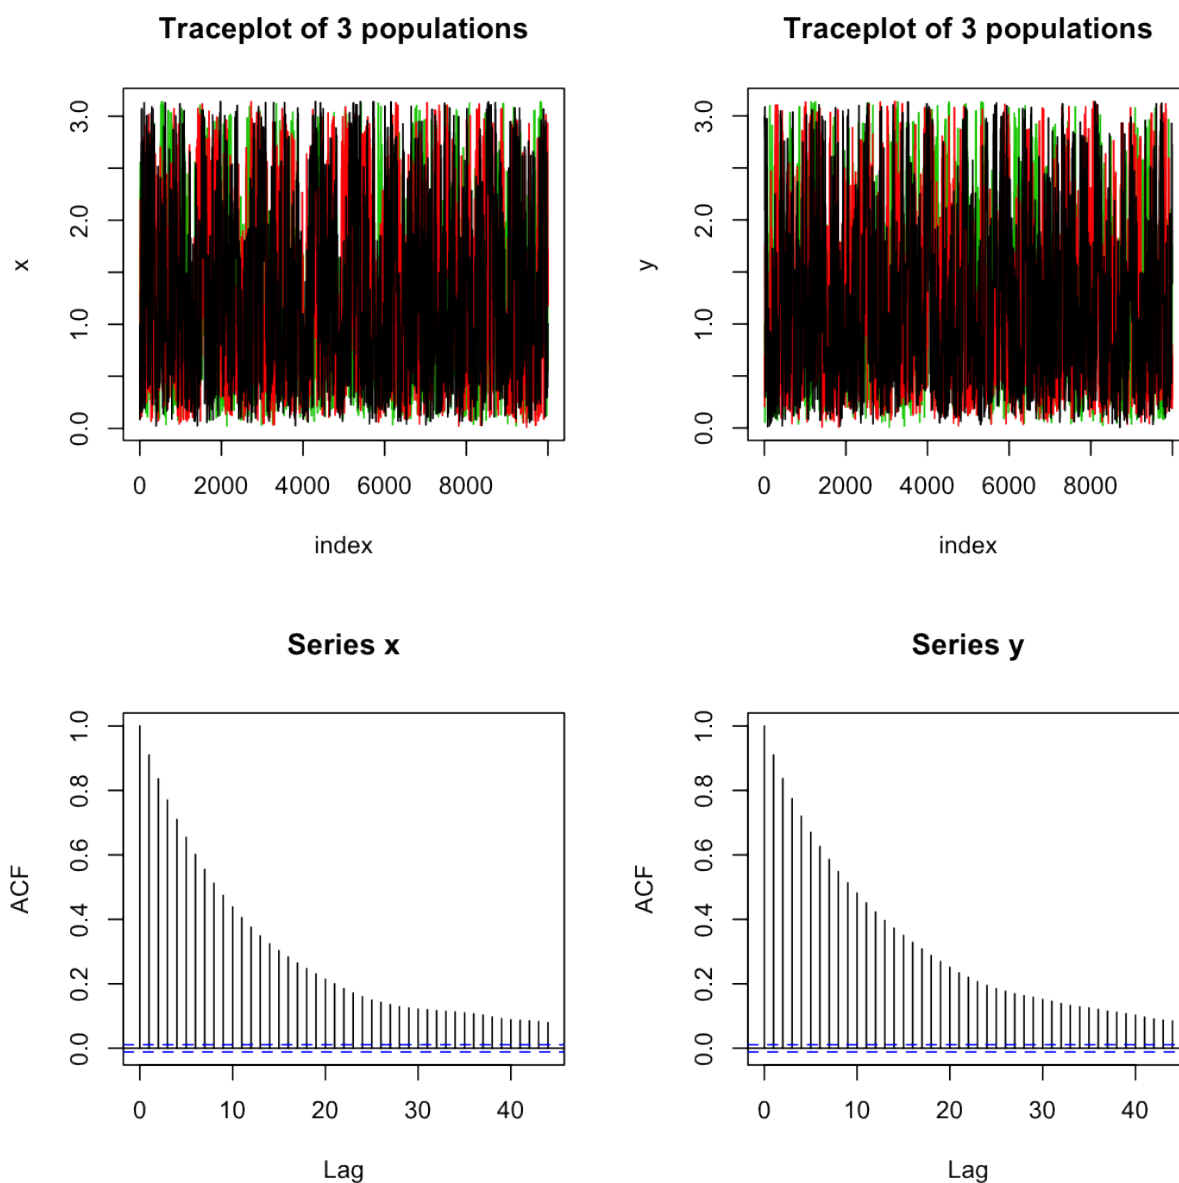 Traceplot of 3 populations
x
0.0 1.0 2.0 3.0
0 2000 4000 6000 8000
index
Traceplot of 3 populations
y
0.0 1.0 2.0 3.0
0 2000 4000 6000 8000
index
Series x
ACF
0.0 0.2 0.4 0.6 0.8 1.0
0 10 20 30 40
Lag
Series y
ACF
0.0 0.2 0.4 0.6 0.8 1.0
0 10 20 30 40
Lag